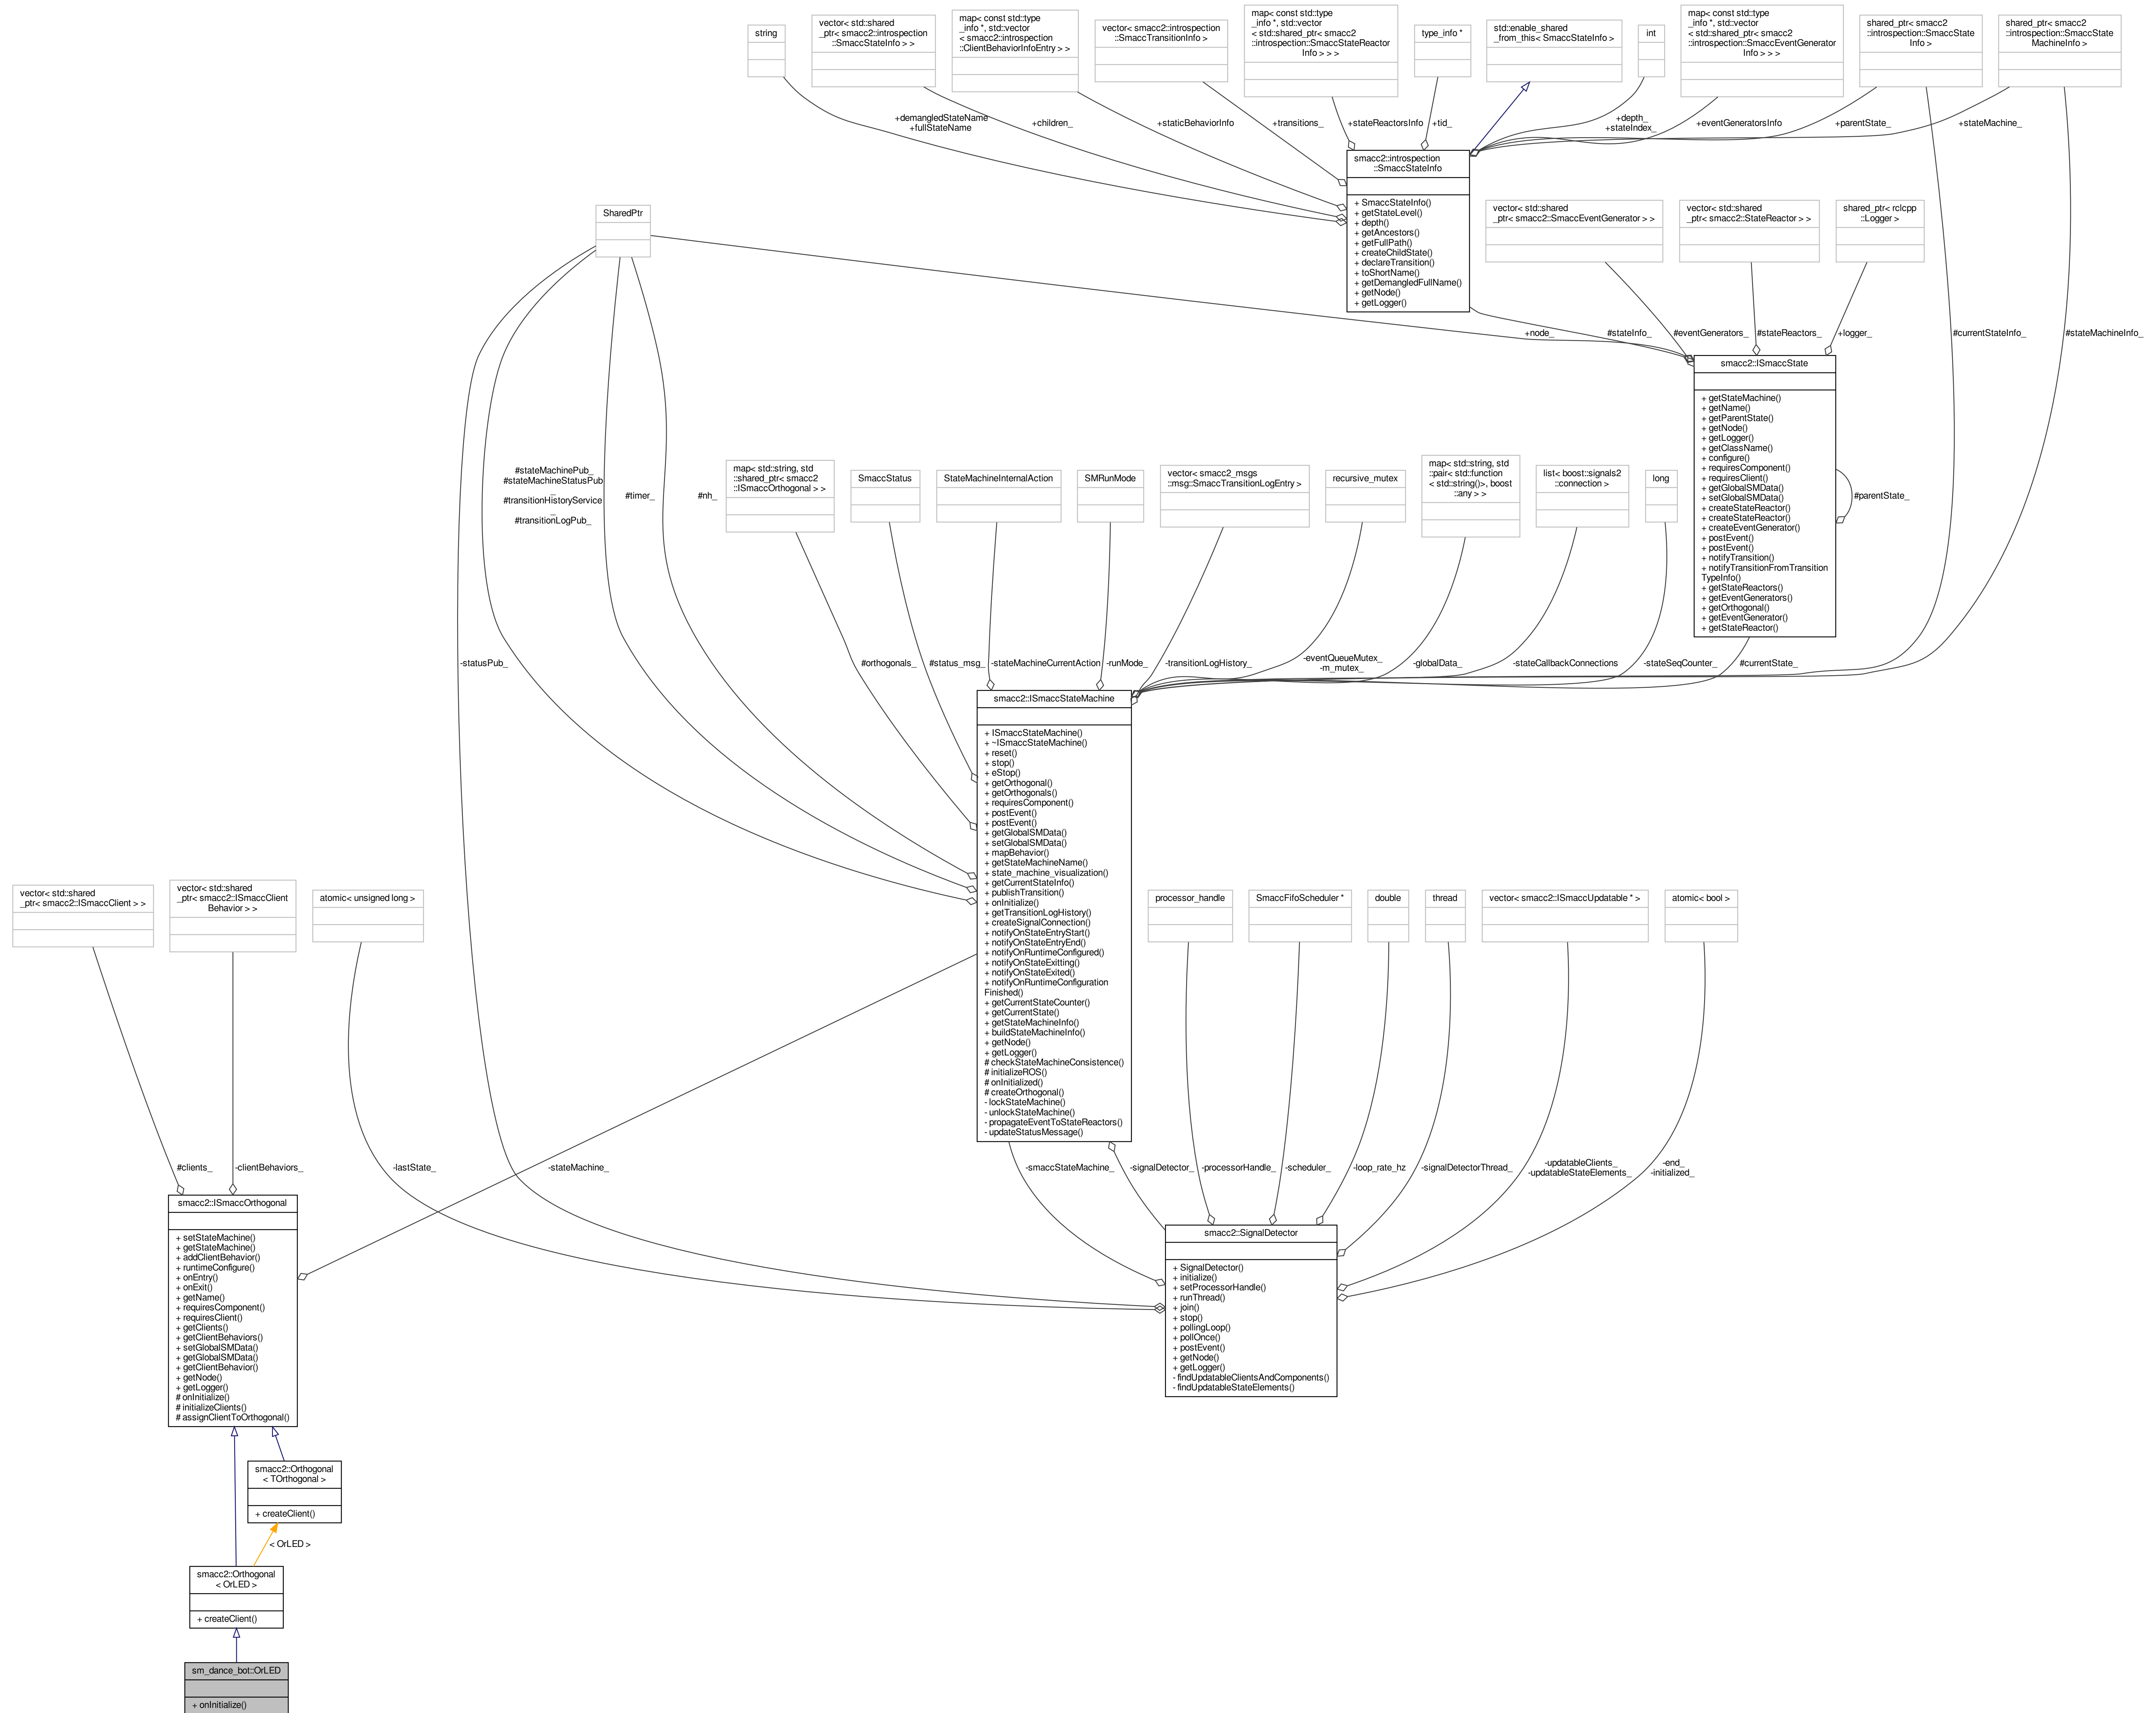 string
vector< std::shared
_ptr< smacc2::introspection
::SmaccStateInfo > >
map< const std::type
_info *, std::vector
< smacc2::introspection
::ClientBehaviorInfoEntry > >
vector< smacc2::introspection
::SmaccTransitionInfo >
map< const std::type
_info *, std::vector
< std::shared_ptr< smacc2
::introspection::SmaccStateReactor
Info > > >
type_info *
std::enable_shared
_from_this< SmaccStateInfo >
int
map< const std::type
_info *, std::vector
< std::shared_ptr< smacc2
::introspection::SmaccEventGenerator
Info > > >
shared_ptr< smacc2
::introspection::SmaccState
Info >
shared_ptr< smacc2
::introspection::SmaccState
MachineInfo >
+demangledStateName
+fullStateName
+children_
+staticBehaviorInfo
+transitions_
+stateReactorsInfo
+tid_
+depth_
+stateIndex_
+eventGeneratorsInfo
+parentState_
+stateMachine_
smacc2::introspection
::SmaccStateInfo
+ SmaccStateInfo()
+ getStateLevel()
+ depth()
+ getAncestors()
+ getFullPath()
+ createChildState()
+ declareTransition()
+ toShortName()
+ getDemangledFullName()
+ getNode()
+ getLogger()
SharedPtr
vector< std::shared
_ptr< smacc2::SmaccEventGenerator > >
vector< std::shared
_ptr< smacc2::StateReactor > >
shared_ptr< rclcpp
::Logger >
+node_
#stateInfo_
#eventGenerators_
#stateReactors_
+logger_
#currentStateInfo_
#stateMachineInfo_
smacc2::ISmaccState
+ getStateMachine()
+ getName()
+ getParentState()
+ getNode()
+ getLogger()
+ getClassName()
+ configure()
+ requiresComponent()
+ requiresClient()
+ getGlobalSMData()
+ setGlobalSMData()
+ createStateReactor()
+ createStateReactor()
+ createEventGenerator()
+ postEvent()
+ postEvent()
+ notifyTransition()
+ notifyTransitionFromTransition
TypeInfo()
+ getStateReactors()
+ getEventGenerators()
+ getOrthogonal()
+ getEventGenerator()
+ getStateReactor()
#parentState_
#stateMachinePub_
#stateMachineStatusPub
_
#transitionHistoryService
_
#transitionLogPub_
#timer_
#nh_
map< std::string, std
::shared_ptr< smacc2
::ISmaccOrthogonal > >
SmaccStatus
StateMachineInternalAction
SMRunMode
vector< smacc2_msgs
::msg::SmaccTransitionLogEntry >
recursive_mutex
map< std::string, std
::pair< std::function
< std::string()>, boost
::any > >
list< boost::signals2
::connection >
long
-statusPub_
#orthogonals_
#status_msg_
-stateMachineCurrentAction
-runMode_
-transitionLogHistory_
-eventQueueMutex_
-m_mutex_
-globalData_
-stateCallbackConnections
-stateSeqCounter_
#currentState_
smacc2::ISmaccStateMachine
+ ISmaccStateMachine()
+ ~ISmaccStateMachine()
+ reset()
+ stop()
+ eStop()
+ getOrthogonal()
+ getOrthogonals()
+ requiresComponent()
+ postEvent()
+ postEvent()
+ getGlobalSMData()
+ setGlobalSMData()
+ mapBehavior()
+ getStateMachineName()
+ state_machine_visualization()
+ getCurrentStateInfo()
+ publishTransition()
+ onInitialize()
+ getTransitionLogHistory()
+ createSignalConnection()
+ notifyOnStateEntryStart()
+ notifyOnStateEntryEnd()
+ notifyOnRuntimeConfigured()
+ notifyOnStateExitting()
+ notifyOnStateExited()
+ notifyOnRuntimeConfiguration
Finished()
+ getCurrentStateCounter()
+ getCurrentState()
+ getStateMachineInfo()
+ buildStateMachineInfo()
+ getNode()
+ getLogger()
# checkStateMachineConsistence()
# initializeROS()
# onInitialized()
# createOrthogonal()
- lockStateMachine()
- unlockStateMachine()
- propagateEventToStateReactors()
- updateStatusMessage()
vector< std::shared
_ptr< smacc2::ISmaccClient > >
vector< std::shared
_ptr< smacc2::ISmaccClient
Behavior > >
atomic< unsigned long >
processor_handle
SmaccFifoScheduler *
double
thread
vector< smacc2::ISmaccUpdatable * >
atomic< bool >
#clients_
-clientBehaviors_
-lastState_
-stateMachine_
-smaccStateMachine_
-signalDetector_
-processorHandle_
-scheduler_
-loop_rate_hz
-signalDetectorThread_
-updatableClients_
-updatableStateElements_
-end_
-initialized_
smacc2::ISmaccOrthogonal
+ setStateMachine()
+ getStateMachine()
+ addClientBehavior()
+ runtimeConfigure()
+ onEntry()
+ onExit()
+ getName()
+ requiresComponent()
+ requiresClient()
+ getClients()
+ getClientBehaviors()
+ setGlobalSMData()
+ getGlobalSMData()
+ getClientBehavior()
+ getNode()
+ getLogger()
# onInitialize()
# initializeClients()
# assignClientToOrthogonal()
smacc2::SignalDetector
+ SignalDetector()
+ initialize()
+ setProcessorHandle()
+ runThread()
+ join()
+ stop()
+ pollingLoop()
+ pollOnce()
+ postEvent()
+ getNode()
+ getLogger()
- findUpdatableClientsAndComponents()
- findUpdatableStateElements()
smacc2::Orthogonal
< TOrthogonal >
+ createClient()
< OrLED >
smacc2::Orthogonal
< OrLED >
+ createClient()
sm_dance_bot::OrLED
+ onInitialize()